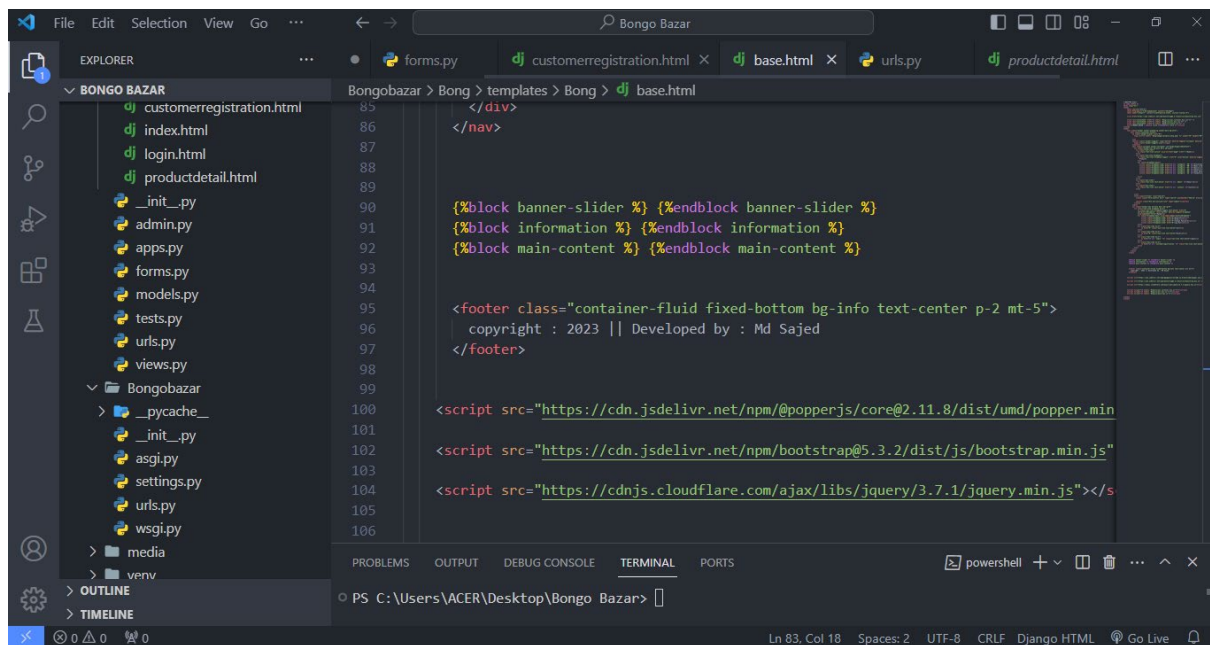 File Edit Selection View Go ··· Bongo Bazar
EXPLORER ···
forms.py customerregistration.html base.html urls.py productdetail.html ···
BONGO BAZAR
customerregistration.html
index.html
login.html
productdetail.html
__init__.py
admin.py
apps.py
forms.py
models.py
tests.py
urls.py
views.py
Bongobazar
__pycache__
__init__.py
asgi.py
settings.py
urls.py
wsgi.py
media
venv
OUTLINE
TIMELINE
Bongobazar > Bong > templates > Bong > base.html
85 </div>
86 </nav>
87
88
89
90 {%block banner-slider %} {%endblock banner-slider %}
91 {%block information %} {%endblock information %}
92 {%block main-content %} {%endblock main-content %}
93
94
95 <footer class="container-fluid fixed-bottom bg-info text-center p-2 mt-5">
96 copyright : 2023 || Developed by : Md Sajed
97 </footer>
98
99
100 <script src="https://cdn.jsdelivr.net/npm/@popperjs/core@2.11.8/dist/umd/popper.min
101
102 <script src="https://cdn.jsdelivr.net/npm/bootstrap@5.3.2/dist/js/bootstrap.min.js"
103
104 <script src="https://cdnjs.cloudflare.com/ajax/libs/jquery/3.7.1/jquery.min.js"></s
105
106
PROBLEMS OUTPUT DEBUG CONSOLE TERMINAL PORTS powershell ···
PS C:\Users\ACER\Desktop\Bongo Bazar>
0 0 0 Ln 83, Col 18 Spaces: 2 UTF-8 CRLF Django HTML Go Live